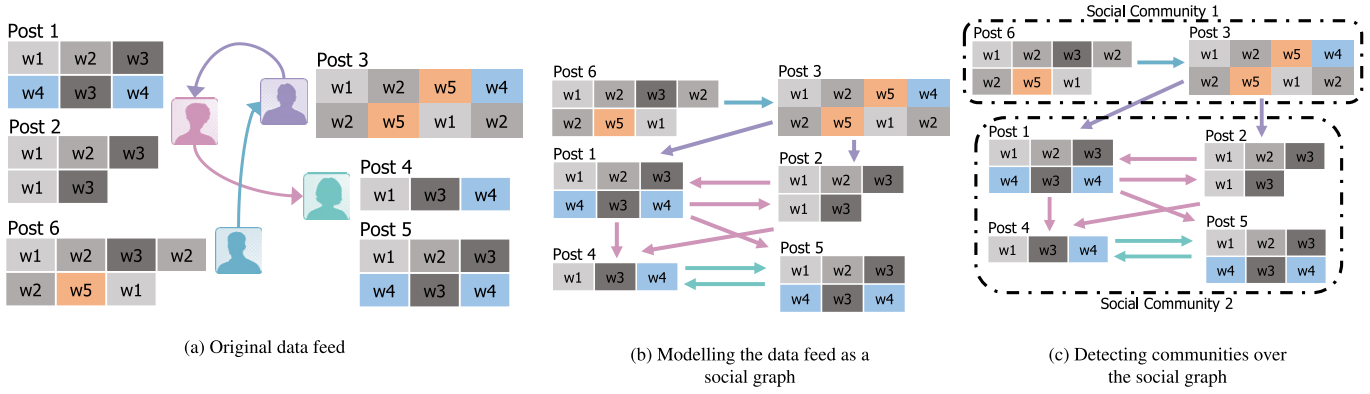 Post 1
w1 w2 w3
w4 w3 w4
Post 2
w1 w2 w3
w1 w3
Post 6
w1 w2 w3 w2
w2 w5 w1
Post 3
w1 w2 w5 w4
w2 w5 w1 w2
Post 4
w1 w3 w4
Post 5
w1 w2 w3
w4 w3 w4
(a) Original data feed
Post 6
w1 w2 w3 w2
w2 w5 w1
Post 3
w1 w2 w5 w4
w2 w5 w1 w2
Post 1
w1 w2 w3
w4 w3 w4
Post 2
w1 w2 w3
w1 w3
Post 4
w1 w3 w4
Post 5
w1 w2 w3
w4 w3 w4
(b) Modelling the data feed as a
social graph
Social Community 1
Post 6
w1 w2 w3 w2
w2 w5 w1
Post 3
w1 w2 w5 w4
w2 w5 w1 w2
Post 1
w1 w2 w3
w4 w3 w4
Post 2
w1 w2 w3
w1 w3
Post 4
w1 w3 w4
Post 5
w1 w2 w3
w4 w3 w4
Social Community 2
(c) Detecting communities over
the social graph